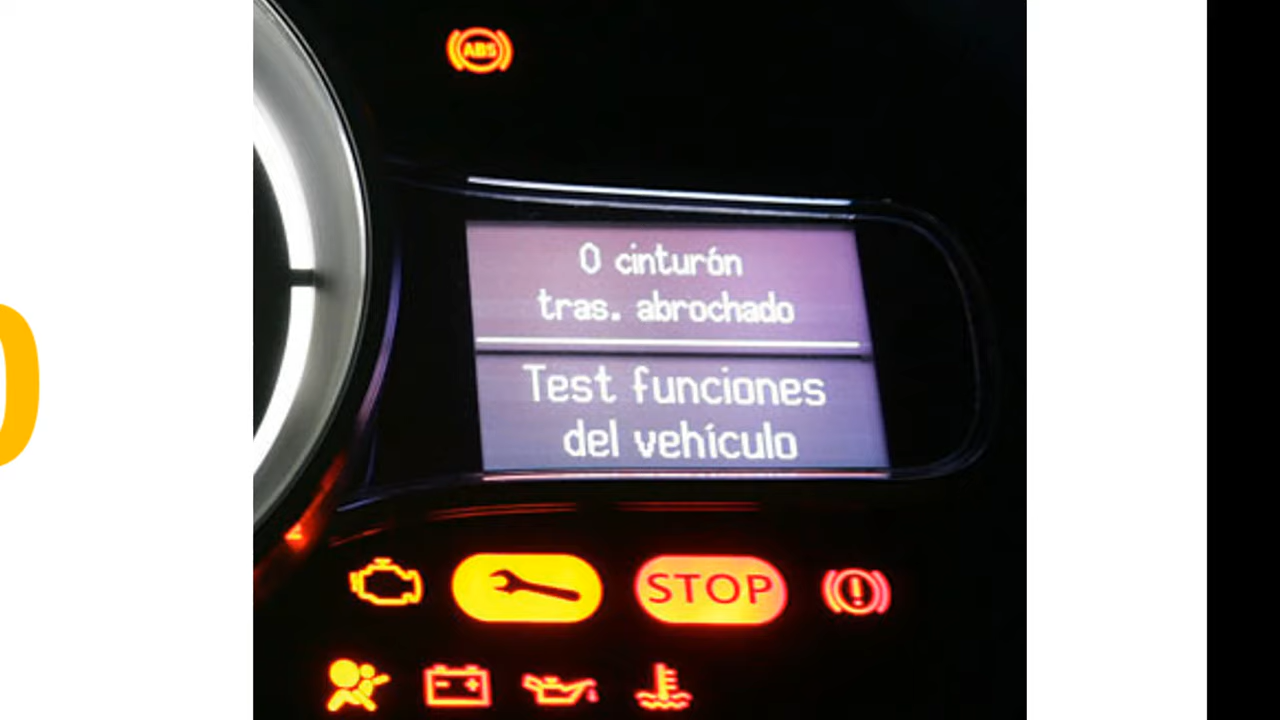 ABS
0 cinturón
tras. abrochado
Test funciones
del vehículo
STOP